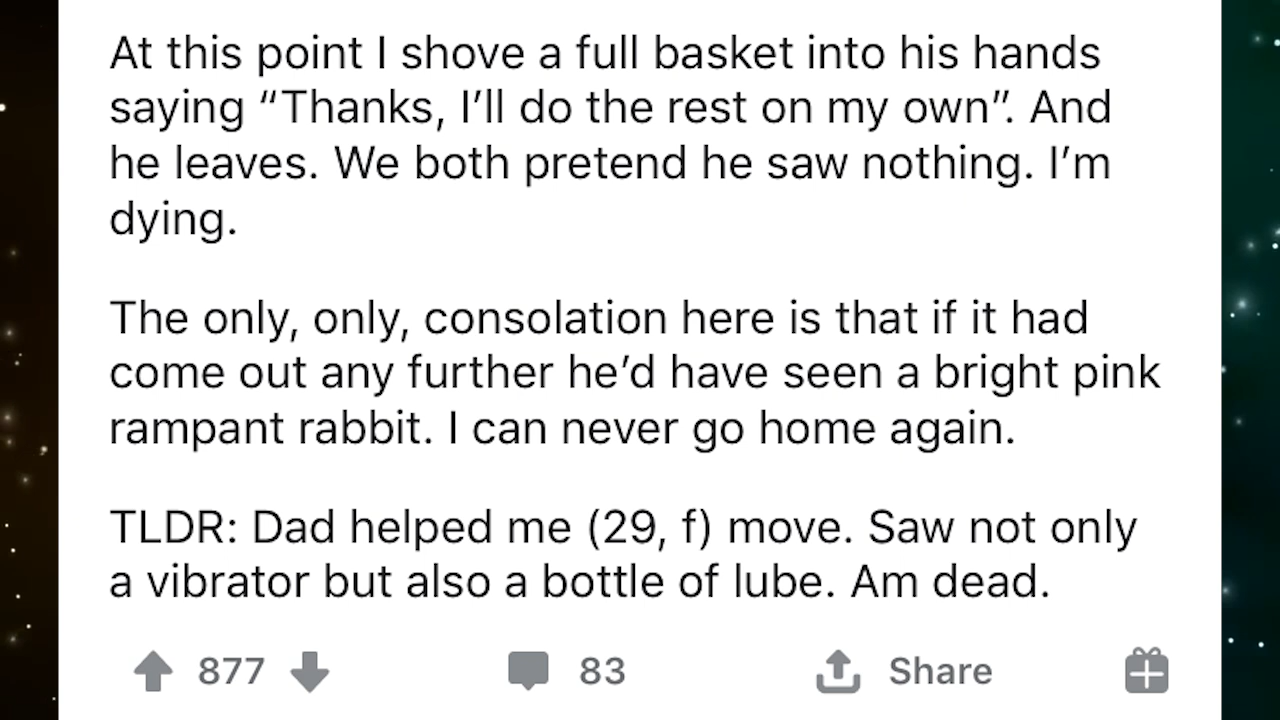 At this point I shove a full basket into his hands
saying “Thanks, I’ll do the rest on my own”. And
he leaves. We both pretend he saw nothing. I’m
dying.
The only, only, consolation here is that if it had
come out any further he’d have seen a bright pink
rampant rabbit. I can never go home again.
TLDR: Dad helped me (29, f) move. Saw not only
a vibrator but also a bottle of lube. Am dead.
877 83 Share